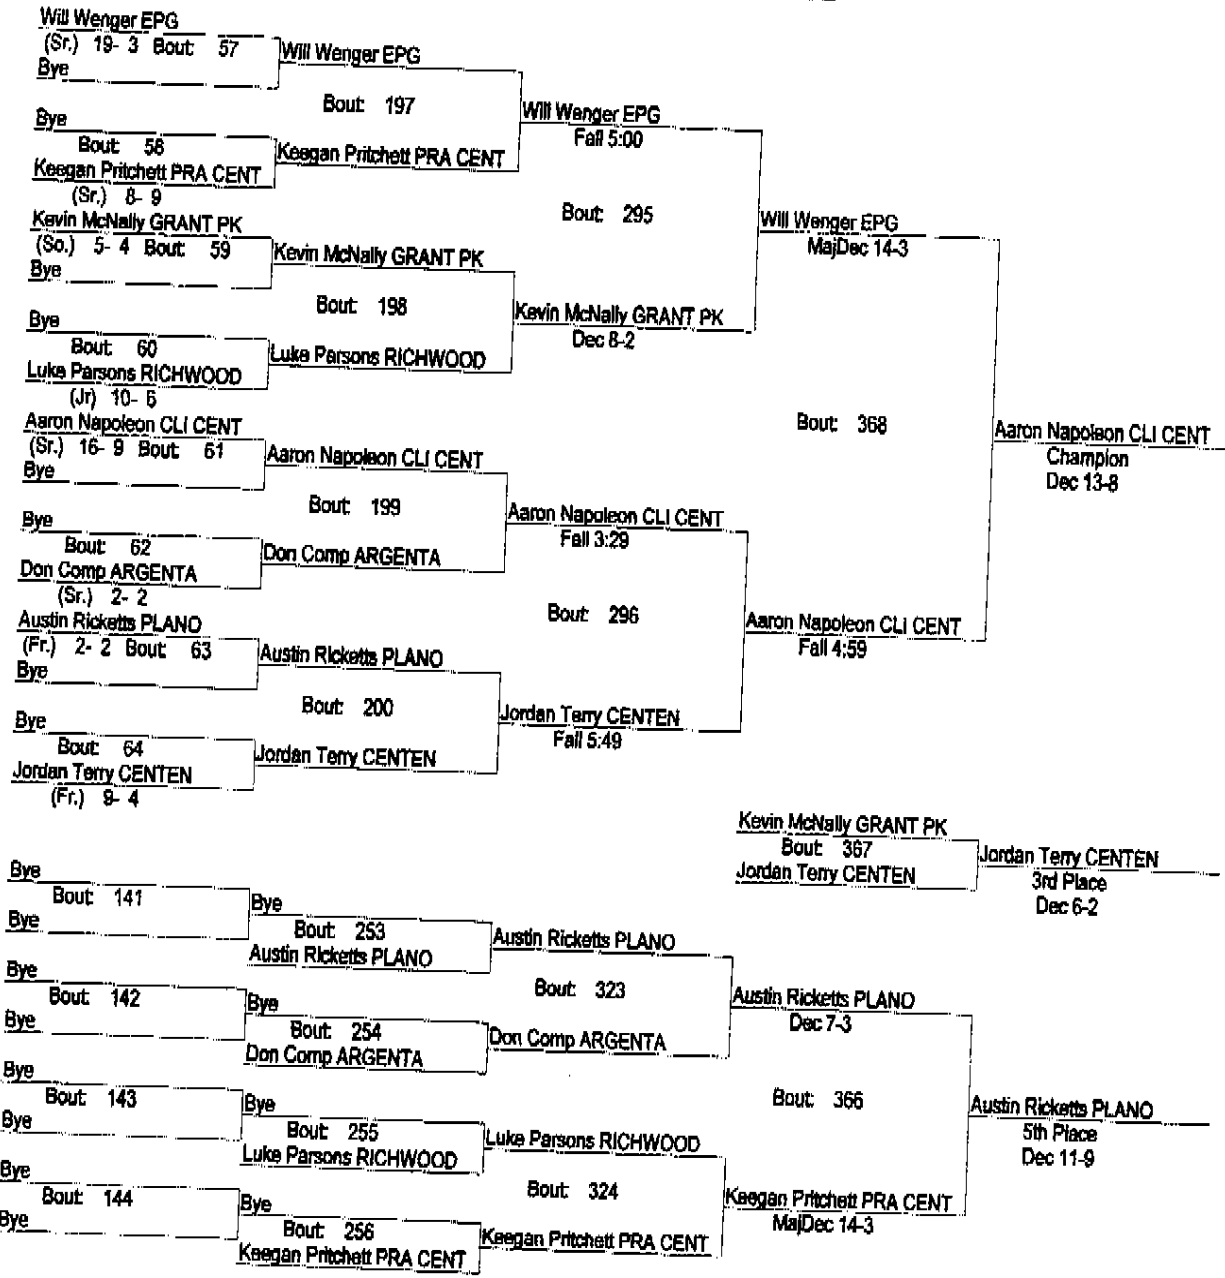 Will Wenger EPG
(Sr.) 19- 3 Bout: 57
Bye
Will Wenger EPG
Bout: 197
Bye
Bout: 58
Keegan Pritchett PRA CENT
(Sr.) 8- 9
Keegan Pritchett PRA CENT
Will Wenger EPG
Fall 5:00
Kevin McNally GRANT PK
(So.) 5- 4 Bout: 59
Bye
Kevin McNally GRANT PK
Bout: 198
Bye
Bout: 60
Luke Parsons RICHWOOD
(Jr) 10- 6
Luke Parsons RICHWOOD
Kevin McNally GRANT PK
Dec 8-2
Bout: 295
Will Wenger EPG
MajDec 14-3
Aaron Napoleon CLI CENT
(Sr.) 16- 9 Bout: 61
Bye
Aaron Napoleon CLI CENT
Bout: 199
Bye
Bout: 62
Don Comp ARGENTA
(Sr.) 2- 2
Don Comp ARGENTA
Aaron Napoleon CLI CENT
Fall 3:29
Austin Ricketts PLANO
(Fr.) 2- 2 Bout: 63
Bye
Austin Ricketts PLANO
Bout: 200
Bye
Bout: 64
Jordan Terry CENTEN
(Fr.) 9- 4
Jordan Terry CENTEN
Jordan Terry CENTEN
Fall 5:49
Bout: 296
Aaron Napoleon CLI CENT
Fall 4:59
Bout: 368
Aaron Napoleon CLI CENT
Champion
Dec 13-8
Kevin McNally GRANT PK
Bout: 367
Jordan Terry CENTEN
Jordan Terry CENTEN
3rd Place
Dec 6-2
Bye
Bout: 141
Bye
Bye
Bout: 253
Austin Ricketts PLANO
Austin Ricketts PLANO
Bout: 323
Bye
Bout: 142
Bye
Bye
Bout: 254
Don Comp ARGENTA
Don Comp ARGENTA
Austin Ricketts PLANO
Dec 7-3
Bye
Bout: 143
Bye
Bye
Bout: 255
Luke Parsons RICHWOOD
Luke Parsons RICHWOOD
Bout: 324
Bye
Bout: 144
Bye
Bye
Bout: 256
Keegan Pritchett PRA CENT
Keegan Pritchett PRA CENT
Keegan Pritchett PRA CENT
MajDec 14-3
Bout: 366
Austin Ricketts PLANO
5th Place
Dec 11-9